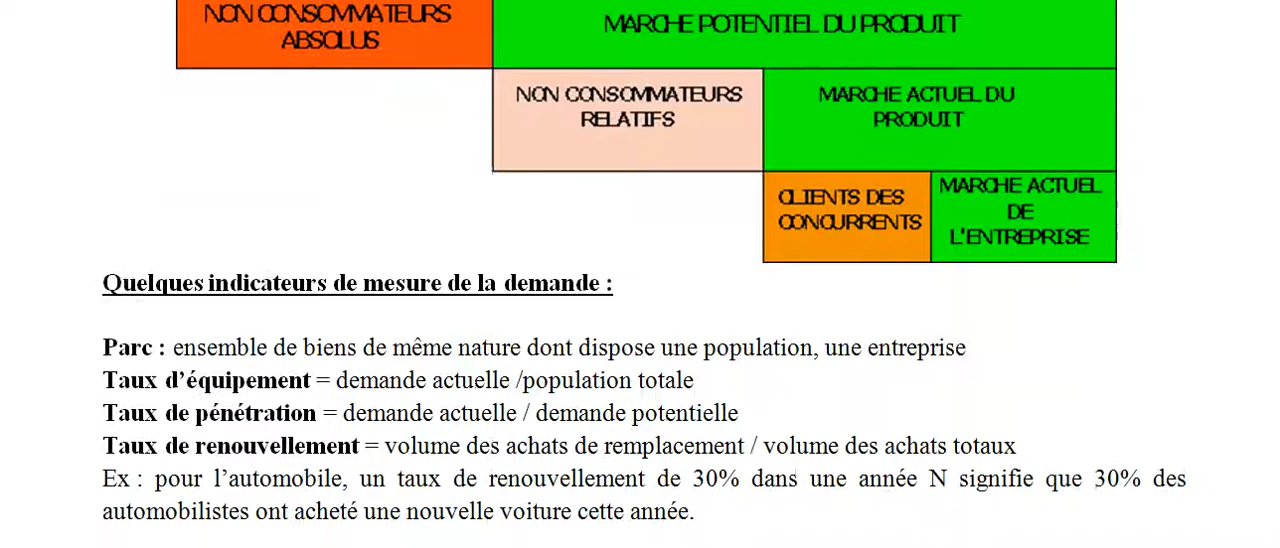 NON CONSOMMATEURS
ABSOLUS
MARCHE POTENTIEL DU PRODUIT
NON CONSOMMATEURS
RELATIFS
MARCHE ACTUEL DU
PRODUIT
CLIENTS DES
CONCURRENTS
MARCHE ACTUEL
DE
L'ENTREPRISE
Quelques indicateurs de mesure de la demande :
Parc : ensemble de biens de même nature dont dispose une population, une entreprise
Taux d’équipement = demande actuelle /population totale
Taux de pénétration = demande actuelle / demande potentielle
Taux de renouvellement = volume des achats de remplacement / volume des achats totaux
Ex : pour l’automobile, un taux de renouvellement de 30% dans une année N signifie que 30% des
automobilistes ont acheté une nouvelle voiture cette année.